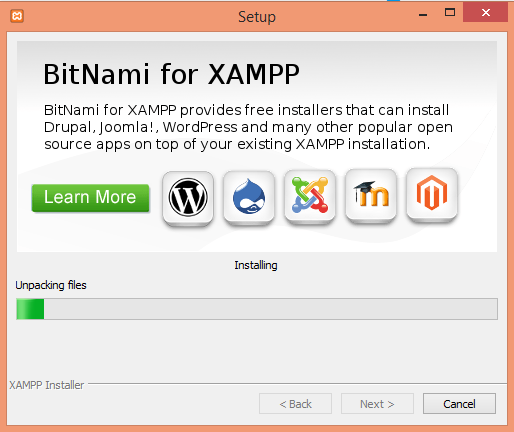 Setup
BitNami for XAMPP
BitNami for XAMPP provides free installers that can install
Drupal, Joomla!, WordPress and many other popular open
source apps on top of your existing XAMPP installation.
Learn More
Installing
Unpacking files
XAMPP Installer
< Back
Next >
Cancel